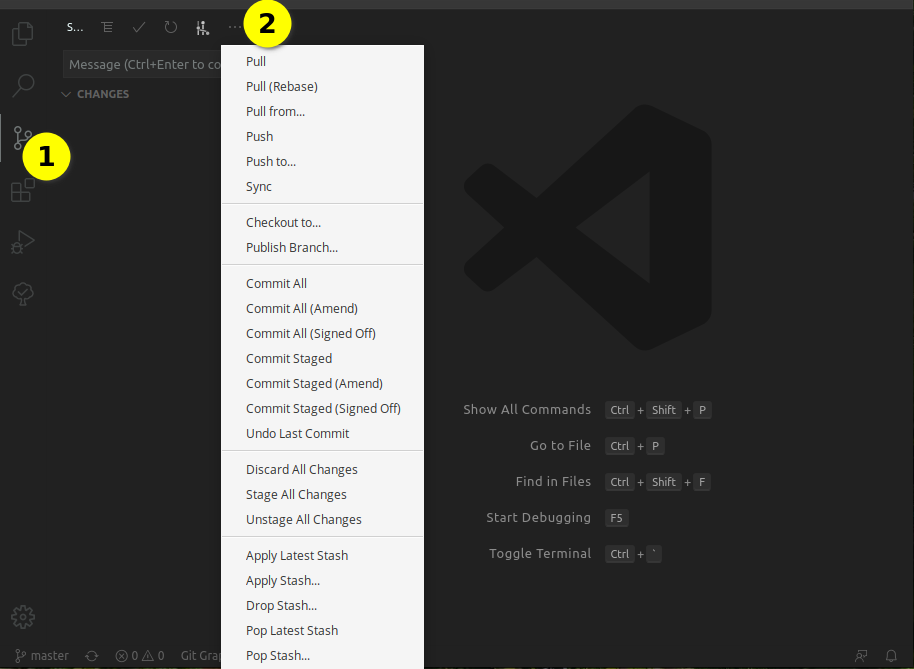 S...
2
Message (Ctrl+Enter to co
CHANGES
1
Pull
Pull (Rebase)
Pull from...
Push
Push to...
Sync
Checkout to...
Publish Branch...
Commit All
Commit All (Amend)
Commit All (Signed Off)
Commit Staged
Commit Staged (Amend)
Commit Staged (Signed Off)
Undo Last Commit
Discard All Changes
Stage All Changes
Unstage All Changes
Apply Latest Stash
Apply Stash...
Drop Stash...
Pop Latest Stash
Pop Stash...
Show All Commands Ctrl + Shift + P
Go to File Ctrl + P
Find in Files Ctrl + Shift + F
Start Debugging F5
Toggle Terminal Ctrl + `
master 0 0 Git Gra